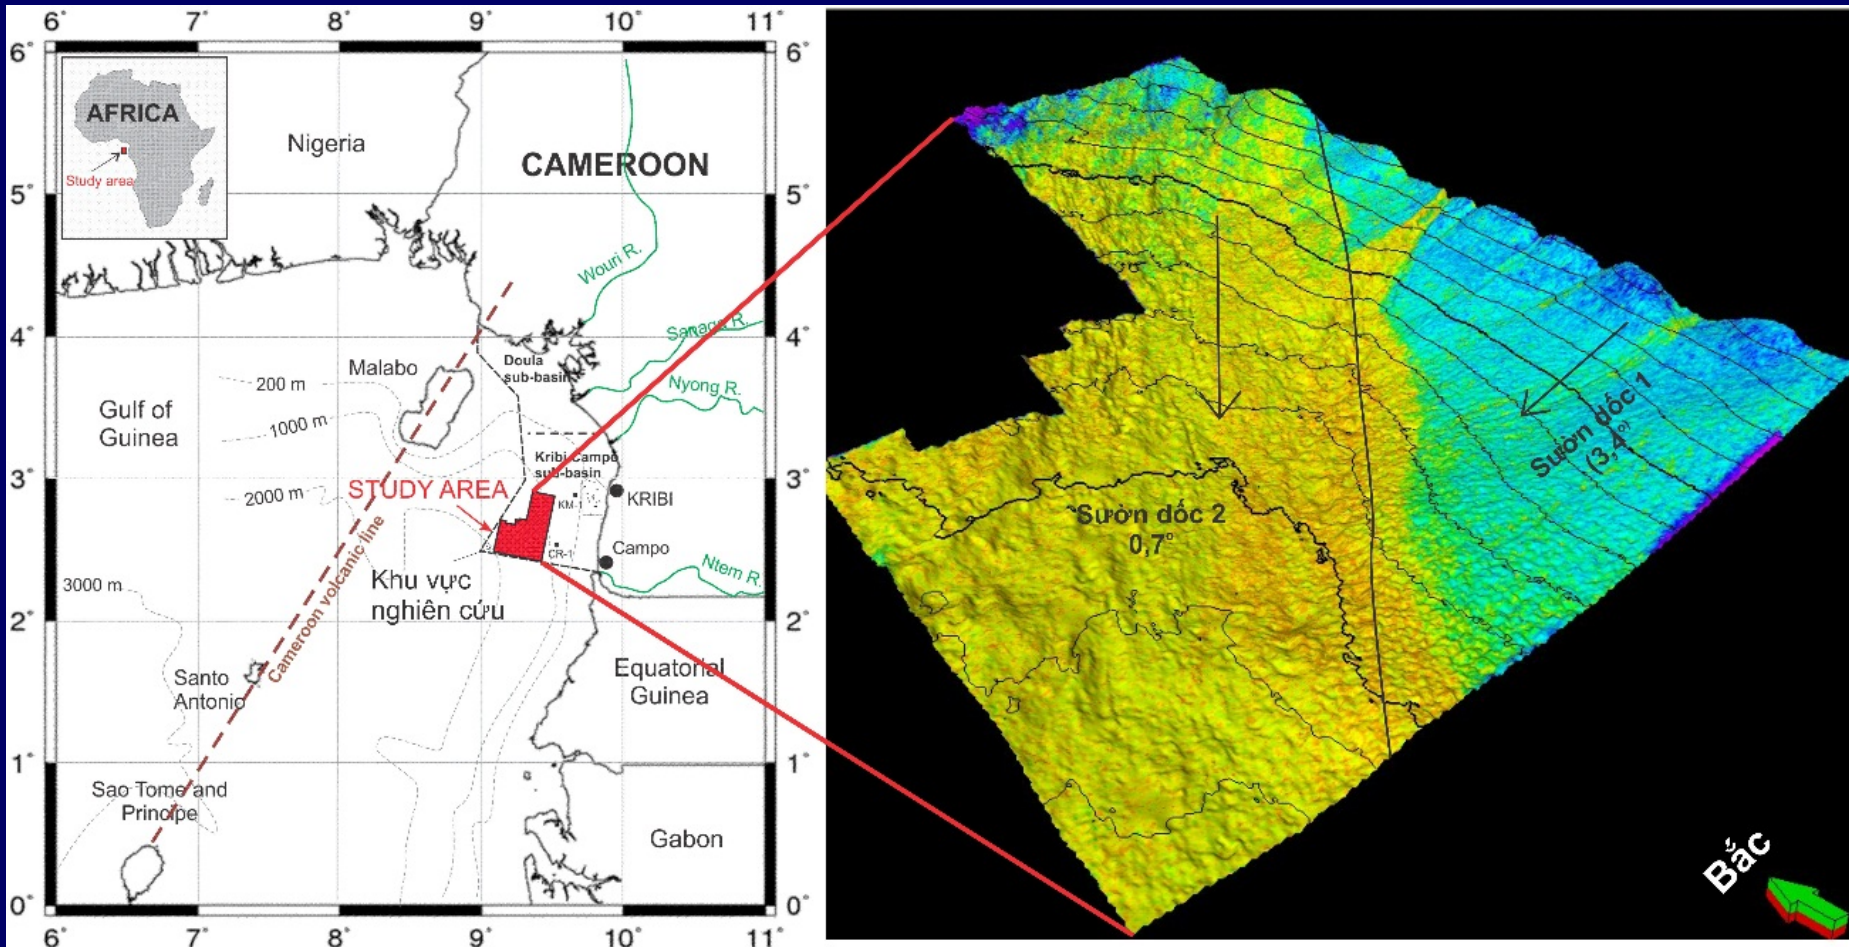 6° 7° 8° 9° 10° 11°
6° 6°
AFRICA
Study area
Nigeria
CAMEROON
5° 5°
Wouri R.
4° 4°
Sanaga R.
Malabo
Doula
sub-basin
200 m
Nyong R.
Gulf of
Guinea
1000 m
Kribi-Campo
sub-basin
3° 3°
2000 m
STUDY AREA
KM-1
KRIBI
CR-1
Campo
Ntem R.
Khu vực
nghiên cứu
3000 m
2° 2°
Cameroon volcanic line
Santo
Antonio
Equatorial
Guinea
1° 1°
Sao Tome and
Principe
Gabon
0° 0°
6° 7° 8° 9° 10° 11°
Sườn dốc 1
(3,4°)
Sườn dốc 2
0,7°
Bắc